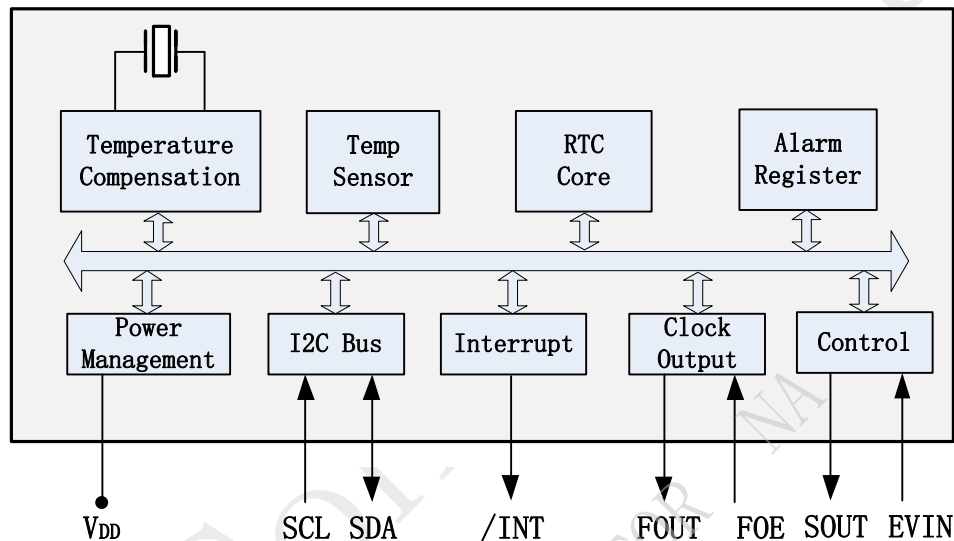 Temperature
Compensation
Temp
Sensor
RTC
Core
Alarm
Register
Power
Management
I2C Bus
Interrupt
Clock
Output
Control
VDD
SCL
SDA
/INT
FOUT
FOE
SOUT
EVIN